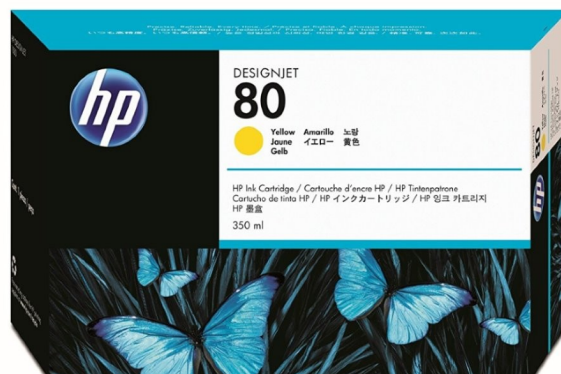 hp
DESIGNJET
80
Yellow Amarillo 노랑
Jaune イエロー 黄色
Gelb
HP Ink Cartridge / Cartouche d'encre HP / HP Tintenpatrone
Cartucho de tinta HP / HP インクカートリッジ / HP 잉크 카트리지
HP 墨盒
350 ml
80
hp